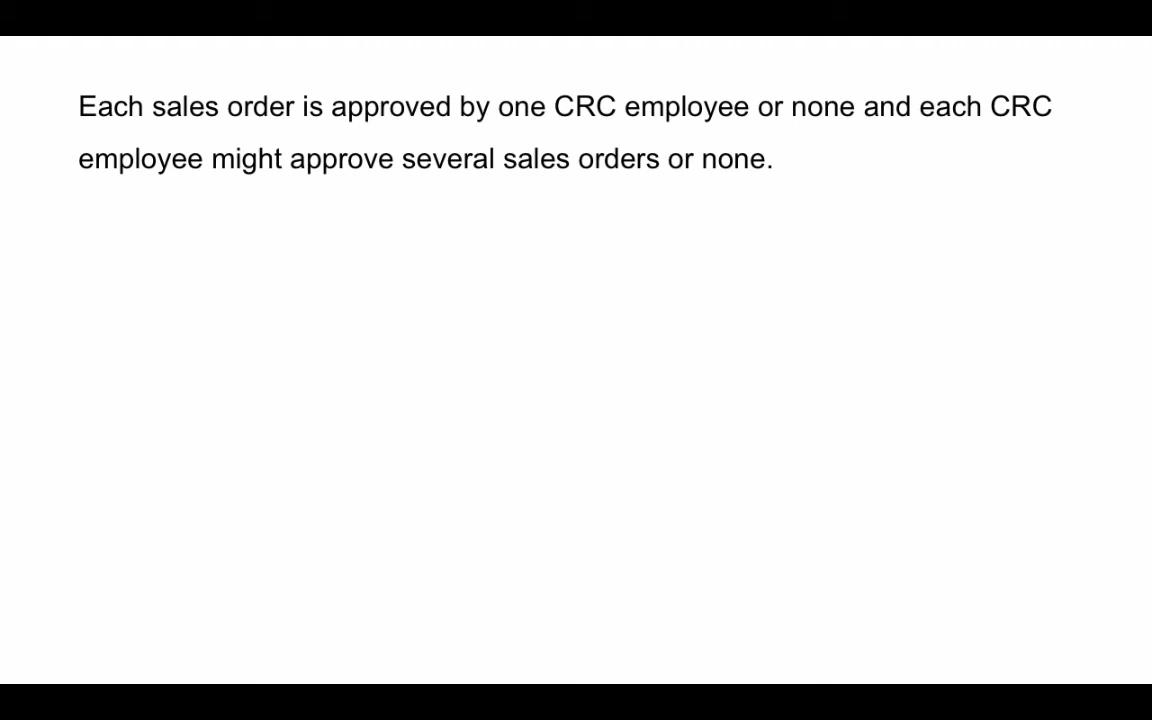 Each sales order is approved by one CRC employee or none and each CRC
employee might approve several sales orders or none.